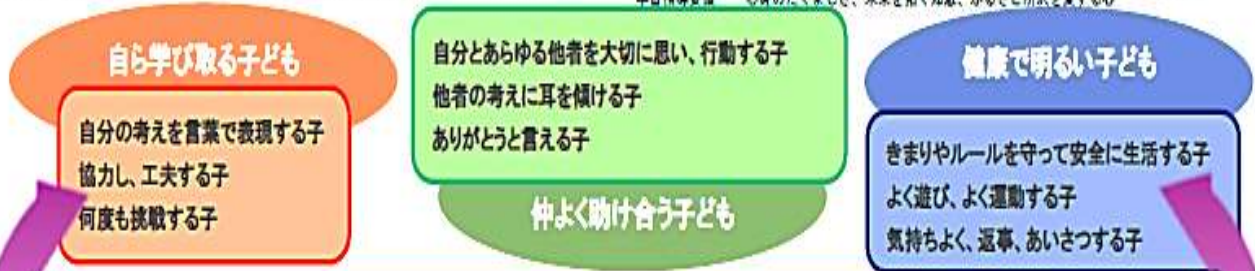 自ら学び取る子ども
自分の考えを言葉で表現する子
協力し、工夫する子
何度も挑戦する子
自分とあらゆる他者を大切に思い、行動する子
他者の考えに耳を傾ける子
ありがとうと言える子
仲よく助け合う子ども
健康で明るい子ども
きまりやルールを守って安全に生活する子
よく遊び、よく運動する子
気持ちよく、返事、あいさつする子